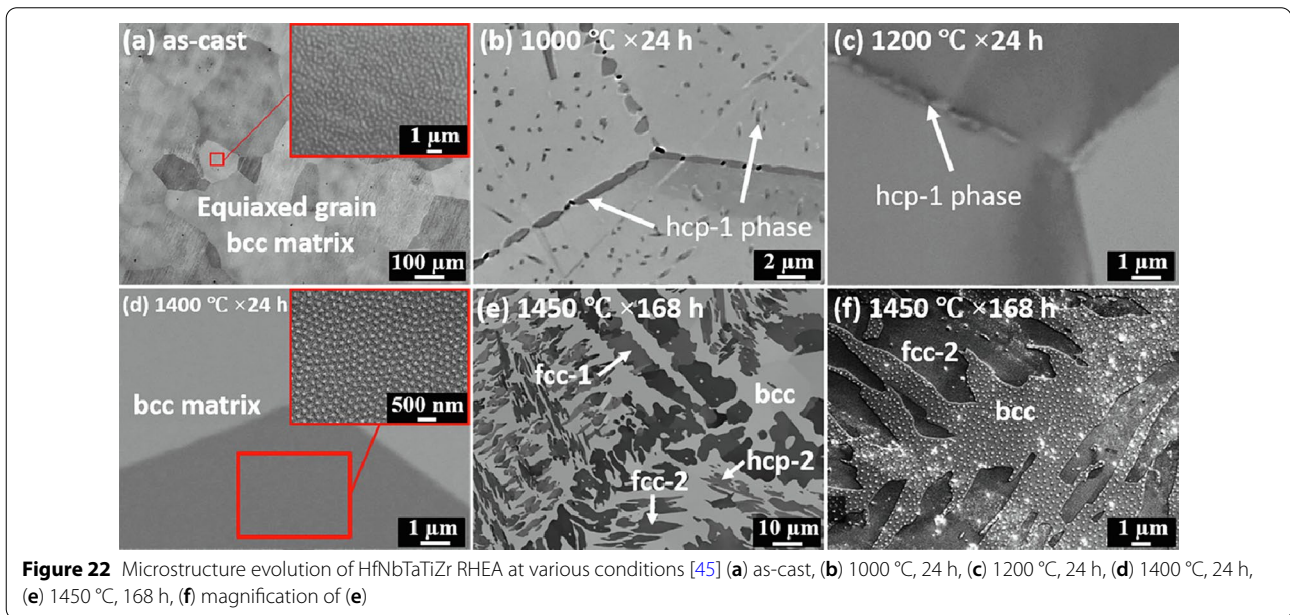 (a) as-cast
1 µm
Equiaxed grain
bcc matrix
100 µm
(b) 1000 °C ×24 h
hcp-1 phase
2 µm
(c) 1200 °C ×24 h
hcp-1 phase
1 µm
(d) 1400 °C ×24 h
bcc matrix
500 nm
1 µm
(e) 1450 °C ×168 h
fcc-1
bcc
hcp-2
fcc-2
10 µm
(f) 1450 °C ×168 h
fcc-2
bcc
1 µm
Figure 22 Microstructure evolution of HfNbTaTiZr RHEA at various conditions [45] (a) as-cast, (b) 1000 °C, 24 h, (c) 1200 °C, 24 h, (d) 1400 °C, 24 h,
(e) 1450 °C, 168 h, (f) magnification of (e)